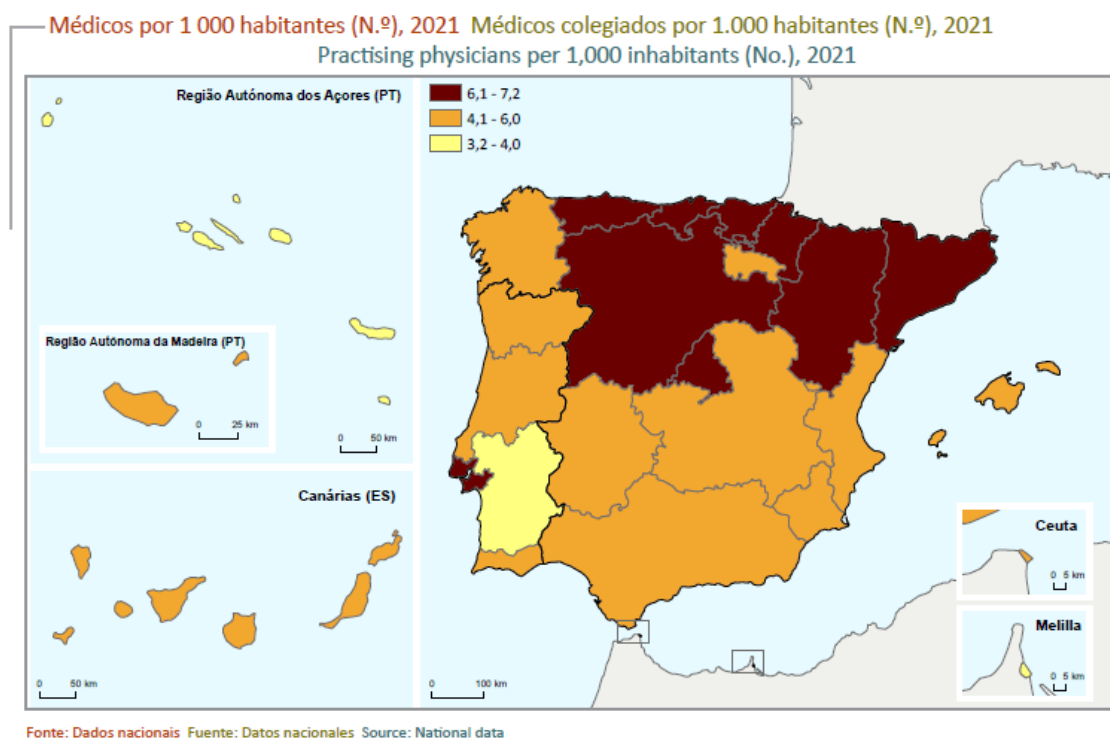 Médicos por 1 000 habitantes (N.º), 2021 Médicos colegiados por 1.000 habitantes (N.º), 2021
Practising physicians per 1,000 inhabitants (No.), 2021
Região Autónoma dos Açores (PT)
6,1 - 7,2
4,1 - 6,0
3,2 - 4,0
Região Autónoma da Madeira (PT)
0 25 km
0 50 km
Canárias (ES)
0 50 km
0 100 km
Ceuta
0 5 km
Melilla
0 5 km
Fonte: Dados nacionais Fuente: Datos nacionales Source: National data